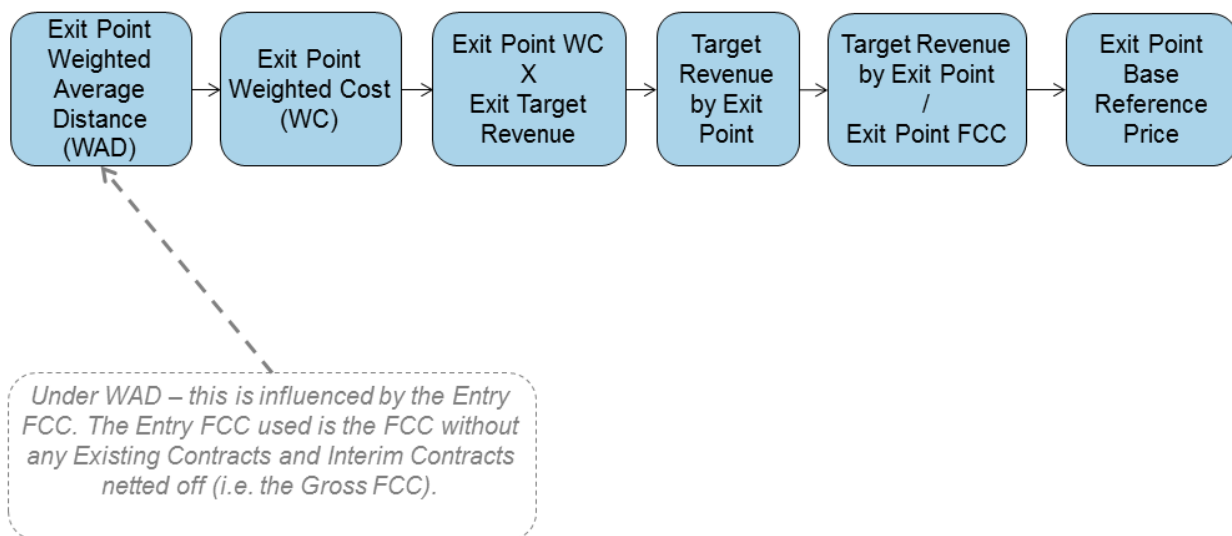 Exit Point
Weighted
Average
Distance
(WAD)
Exit Point
Weighted Cost
(WC)
Exit Point WC
X
Exit Target
Revenue
Target
Revenue
by Exit
Point
Target Revenue
by Exit Point
/
Exit Point FCC
Exit Point
Base
Reference
Price
Under WAD – this is influenced by the Entry
FCC. The Entry FCC used is the FCC without
any Existing Contracts and Interim Contracts
netted off (i.e. the Gross FCC).